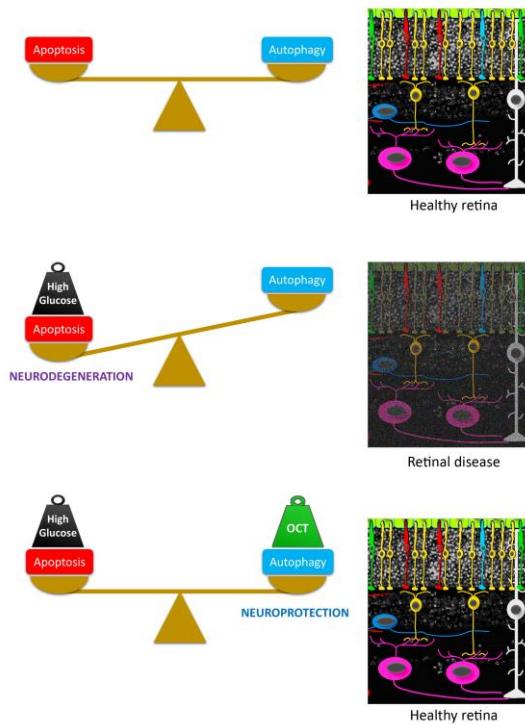 Apoptosis
Autophagy
Healthy retina
High
Glucose
Apoptosis
Autophagy
NEURODEGENERATION
Retinal disease
High
Glucose
OCT
Apoptosis
Autophagy
NEUROPROTECTION
Healthy retina